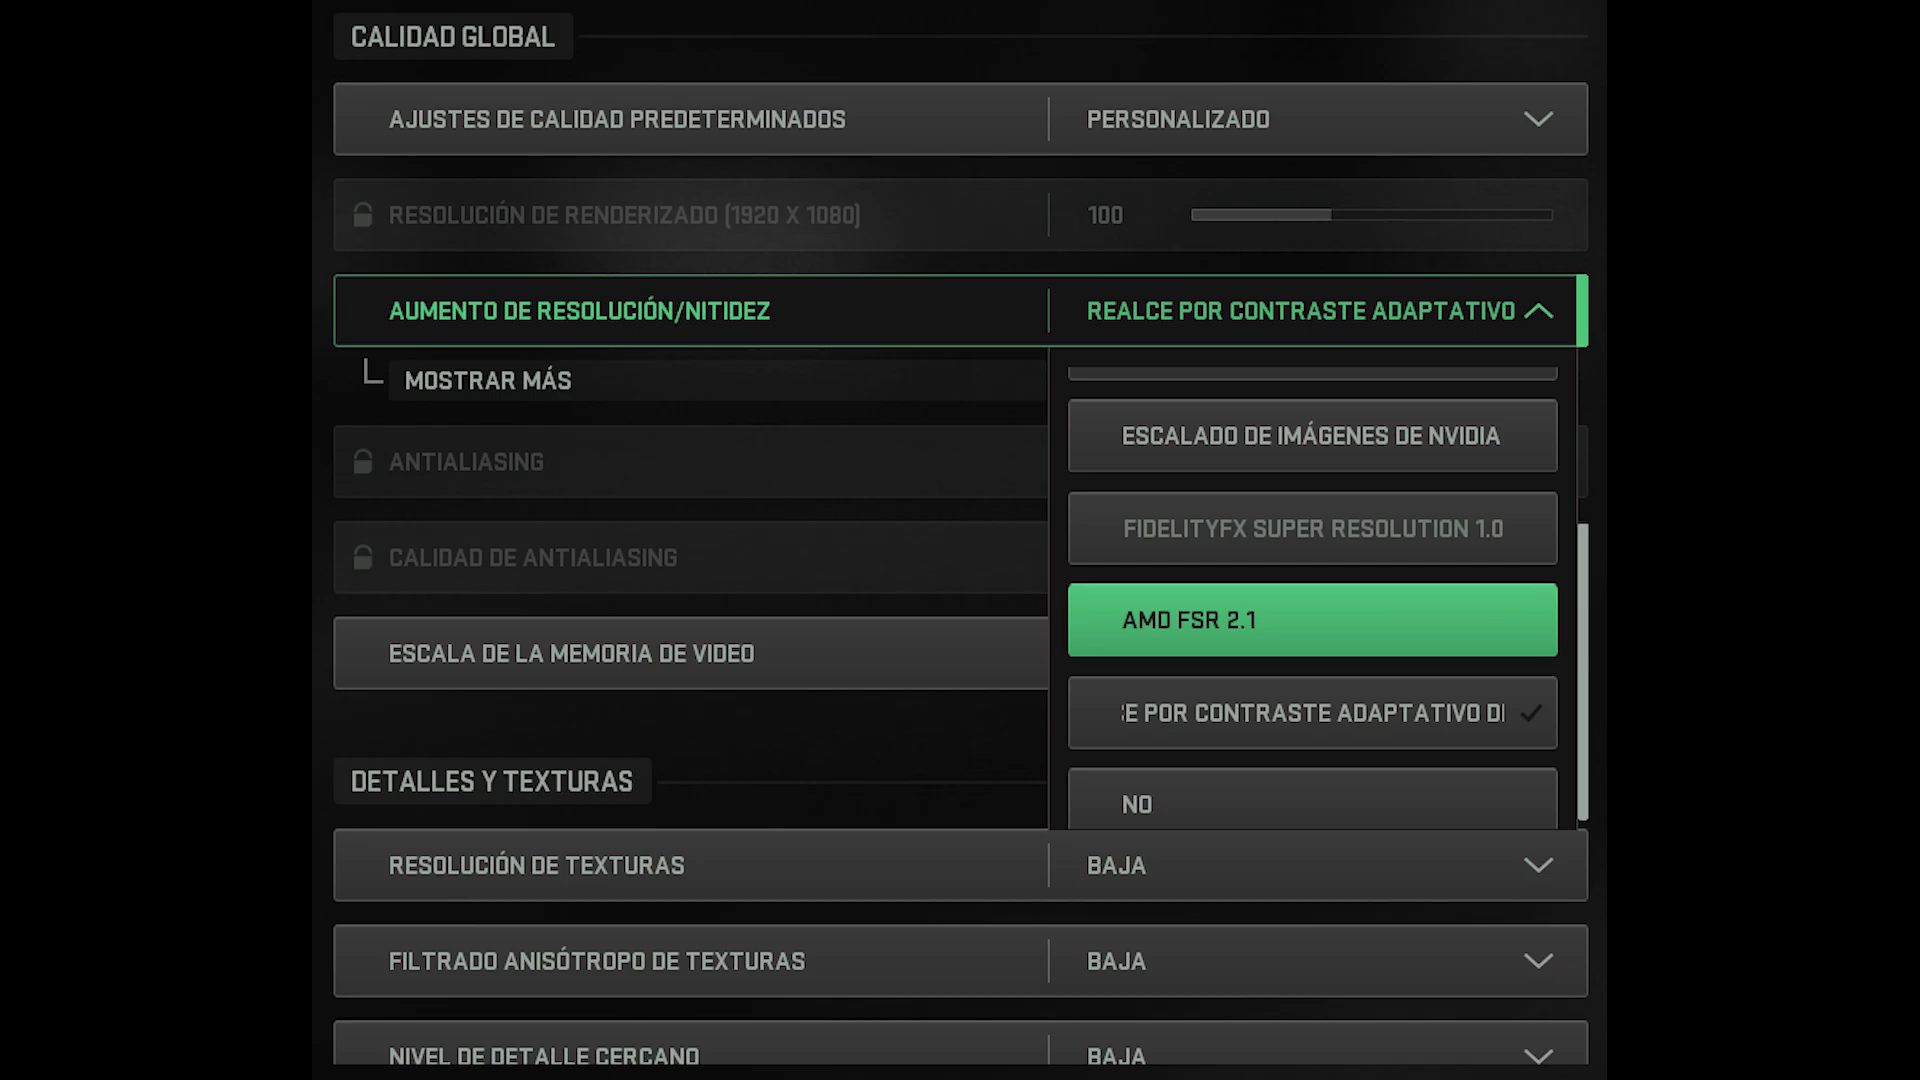 CALIDAD GLOBAL
AJUSTES DE CALIDAD PREDETERMINADOS PERSONALIZADO
RESOLUCIÓN DE RENDERIZADO (1920 X 1080) 100
AUMENTO DE RESOLUCIÓN/NITIDEZ REALCE POR CONTRASTE ADAPTATIVO
MOSTRAR MÁS
ESCALADO DE IMÁGENES DE NVIDIA
ANTIALIASING
FIDELITYFX SUPER RESOLUTION 1.0
CALIDAD DE ANTIALIASING
AMD FSR 2.1
ESCALA DE LA MEMORIA DE VIDEO
E POR CONTRASTE ADAPTATIVO DE
DETALLES Y TEXTURAS
NO
RESOLUCIÓN DE TEXTURAS BAJA
FILTRADO ANISÓTROPO DE TEXTURAS BAJA
NIVEL DE DETALLE CERCANO BAJA